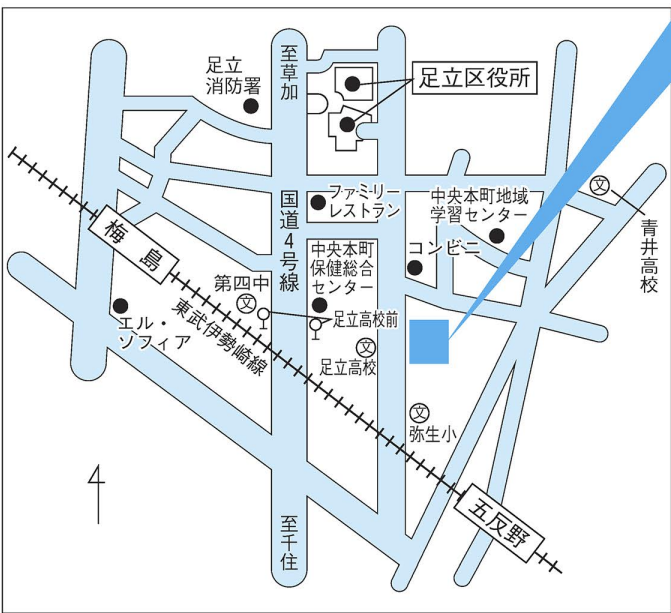 足立
消防署
至草加
足立区役所
国道4号線
ファミリー
レストラン
中央本町地域
学習センター
文
青井高校
梅島
第四中
文
中央本町
保健総合
センター
コンビニ
足立高校前
エル・
ソフィア
東武伊勢崎線
文
足立高校
文
弥生小
五反野
至千住
4